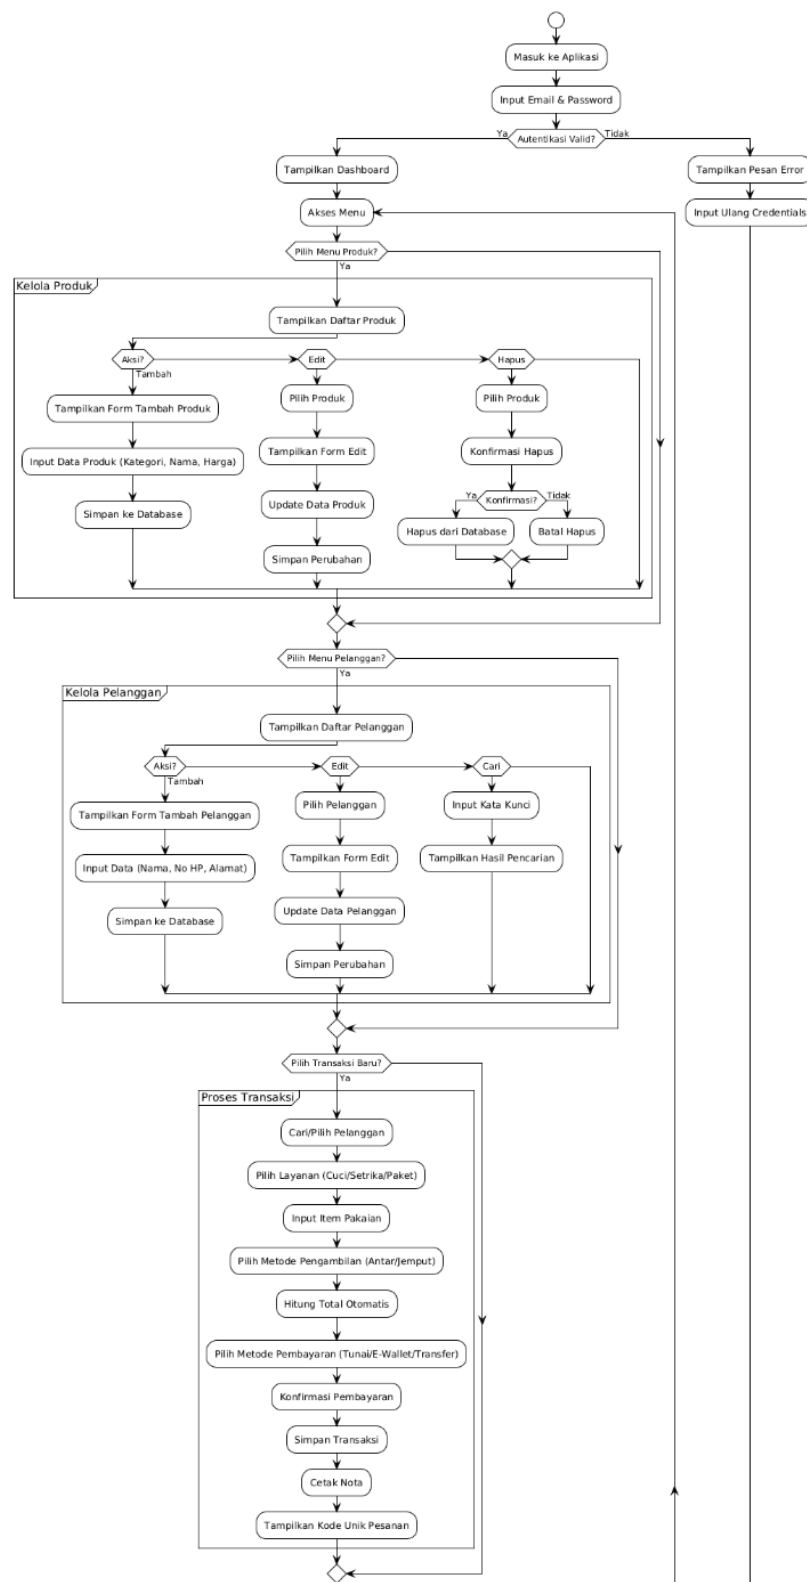 Masuk ke Aplikasi
Input Email & Password
Ya
Autentikasi Valid?
Tidak
Tampilkan Dashboard
Tampilkan Pesan Error
Akses Menu
Input Ulang Credentials
Pilih Menu Produk?
Ya
Kelola Produk
Tampilkan Daftar Produk
Aksi?
Edit
Hapus
Tambah
Tampilkan Form Tambah Produk
Pilih Produk
Pilih Produk
Input Data Produk (Kategori, Nama, Harga)
Tampilkan Form Edit
Konfirmasi Hapus
Simpan ke Database
Update Data Produk
Ya
Konfirmasi?
Tidak
Simpan Perubahan
Hapus dari Database
Batal Hapus
Pilih Menu Pelanggan?
Ya
Kelola Pelanggan
Tampilkan Daftar Pelanggan
Aksi?
Edit
Cari
Tambah
Tampilkan Form Tambah Pelanggan
Pilih Pelanggan
Input Kata Kunci
Input Data (Nama, No HP, Alamat)
Tampilkan Form Edit
Tampilkan Hasil Pencarian
Simpan ke Database
Update Data Pelanggan
Simpan Perubahan
Pilih Transaksi Baru?
Ya
Proses Transaksi
Cari/Pilih Pelanggan
Pilih Layanan (Cuci/Setrika/Paket)
Input Item Pakaian
Pilih Metode Pengambilan (Antar/Jemput)
Hitung Total Otomatis
Pilih Metode Pembayaran (Tunai/E-Wallet/Transfer)
Konfirmasi Pembayaran
Simpan Transaksi
Cetak Nota
Tampilkan Kode Unik Pesanan